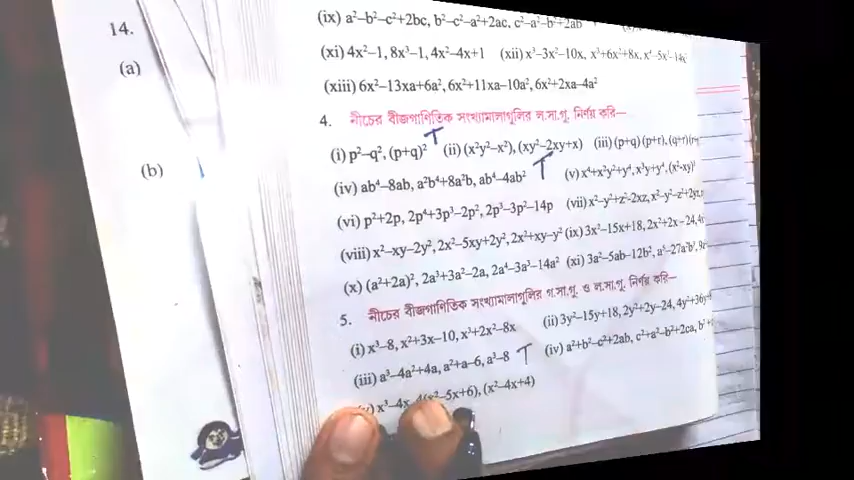 14.
(a)
(b)
(ix) a²–b²–c²+2bc, b²–c²–a²+2ac, c²–a²–b²+2ab
(xi) 4x²–1, 8x³–1, 4x²–4x+1 (xii) x³–3x²–10x, x³+6x²+8x, x⁴–5x³–14x
(xiii) 6x²–13xa+6a², 6x²+11xa–10a², 6x²+2xa–4a²
4. নীচের বীজগাণিতিক সংখ্যামালাগুলির ল.সা.গু. নির্ণয় করি—
(i) p²–q², (p+q)² (ii) (x²y²–x²), (xy²–2xy+x) (iii) (p+q) (p+r), (q+r)
(iv) ab⁴–8ab, a²b⁴+8a²b, ab⁴–4ab² (v) x⁴+x²y²+y⁴, x³y+y⁴, (x²–xy)³
(vi) p²+2p, 2p⁴+3p³–2p², 2p³–3p²–14p (vii) x²–y²+z²–2xz, x²–y²–z²+2yz,
(viii) x²–xy–2y², 2x²–5xy+2y², 2x²+xy–y² (ix) 3x²–15x+18, 2x²+2x–24,
(x) (a²+2a)², 2a³+3a²–2a, 2a⁴–3a³–14a² (xi) 3a²–5ab–12b², a⁵–27a²b³,
5. নীচের বীজগাণিতিক সংখ্যামালাগুলির গ.সা.গু. ও ল.সা.গু. নির্ণয় করি—
(i) x³–8, x²+3x–10, x³+2x²–8x (ii) 3y²–15y+18, 2y²+2y–24,
(iii) a³–4a²+4a, a²+a–6, a³–8 (iv) a²+b²–c²+2ab, c²+a²–b²+2ca,
x³–4x, 4(x²–5x+6), (x²–4x+4)